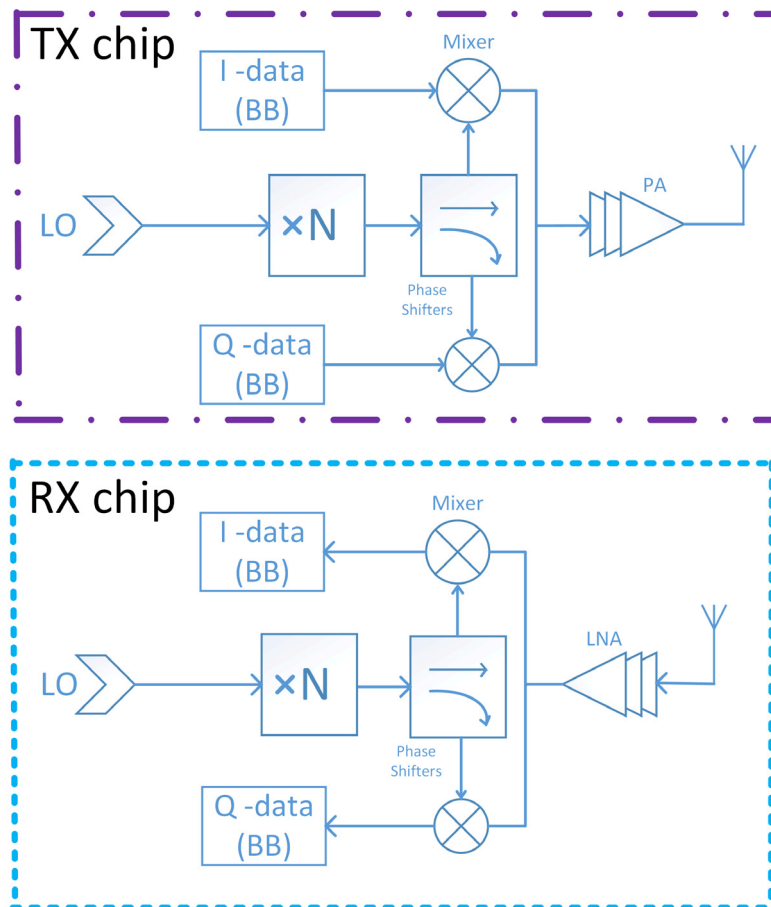 TX chip
Mixer
I -data
(BB)
PA
LO
×N
Phase
Shifters
Q -data
(BB)
RX chip
Mixer
I -data
(BB)
LNA
LO
×N
Phase
Shifters
Q -data
(BB)